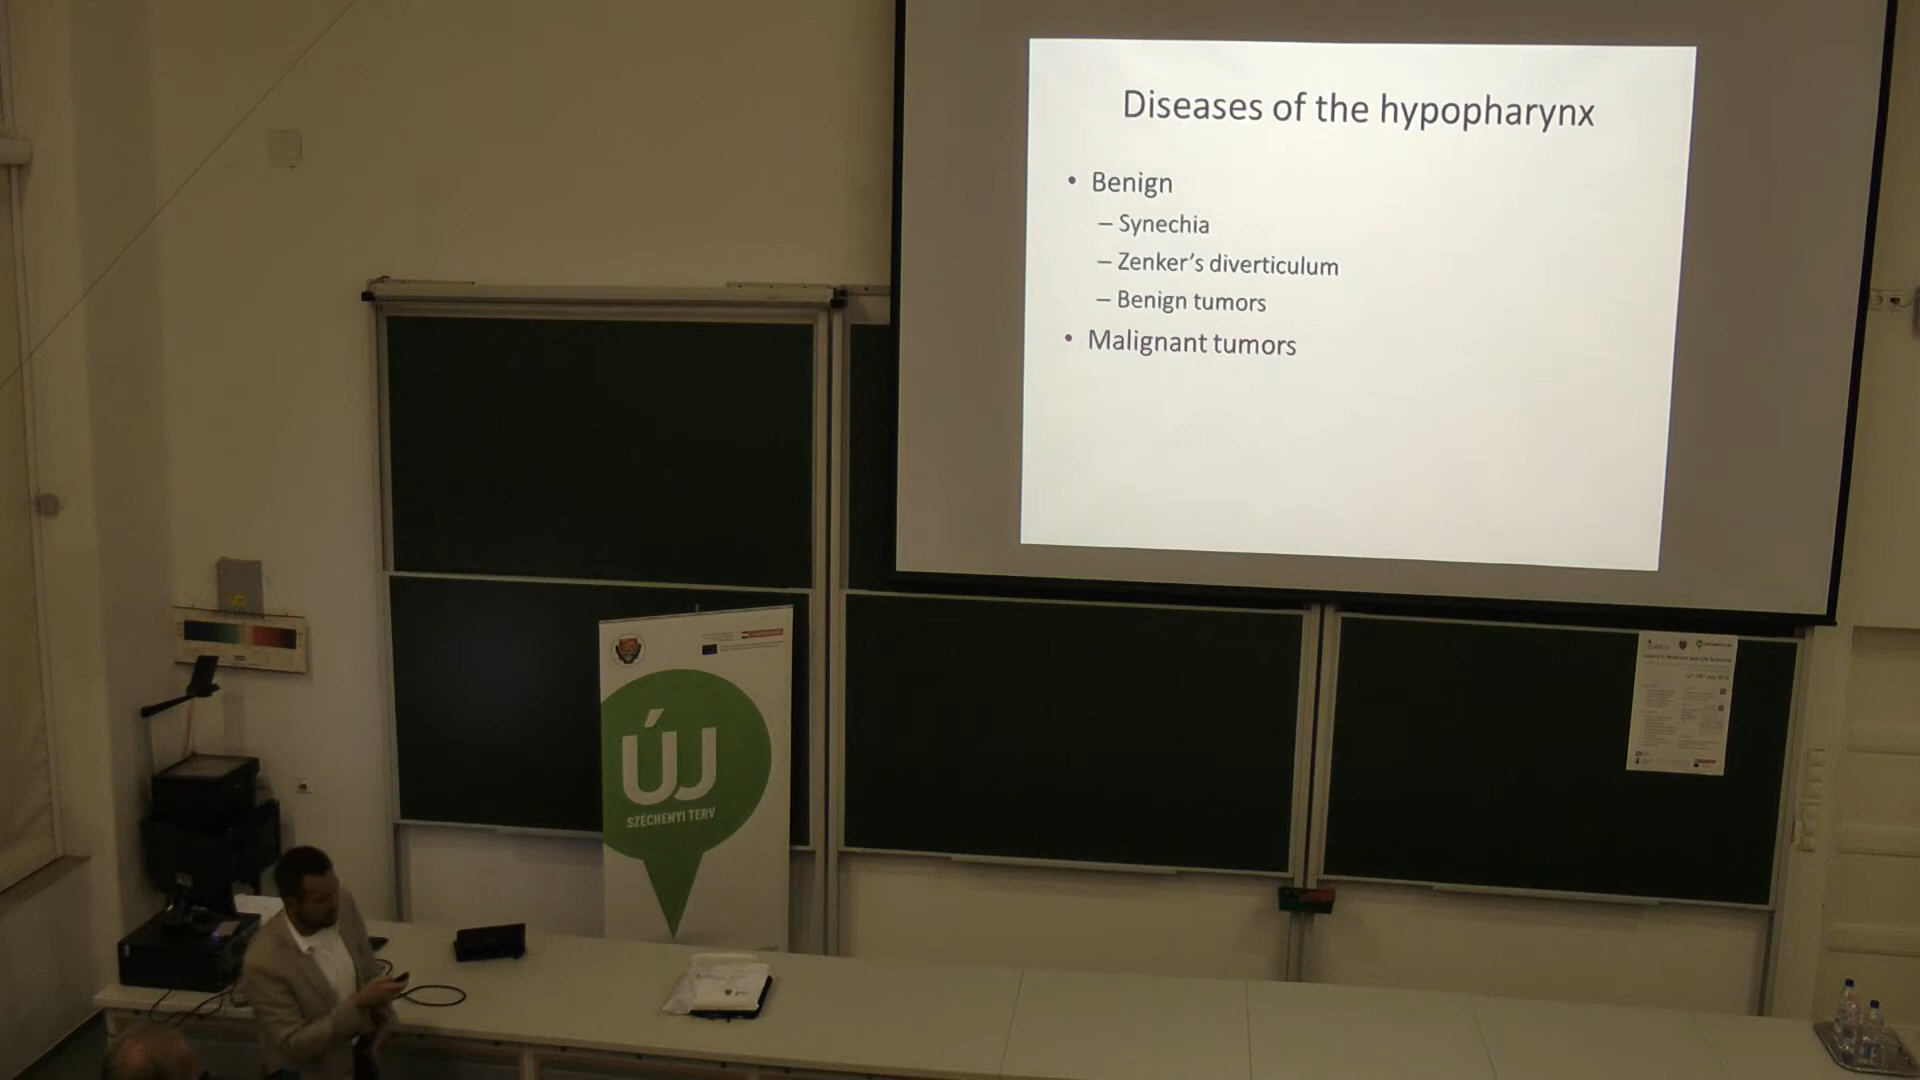 Diseases of the hypopharynx
• Benign
– Synechia
– Zenker's diverticulum
– Benign tumors
• Malignant tumors
ÚJ
SZÉCHENYI TERV